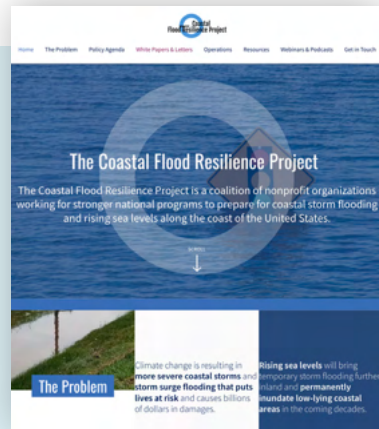 Coastal
Flood Resilience Project
Home The Problem Policy Agenda White Papers & Letters Operations Resources Webinars & Podcasts Get in Touch
The Coastal Flood Resilience Project
The Coastal Flood Resilience Project is a coalition of nonprofit organizations
working for stronger national programs to prepare for coastal storm flooding
and rising sea levels along the coast of the United States.
SCROLL
The Problem
Climate change is resulting in
more severe coastal storms and
storm surge flooding that puts
lives at risk and causes billions
of dollars in damages.
Rising sea levels will bring
temporary storm flooding further
inland and permanently
inundate low-lying coastal
areas in the coming decades.